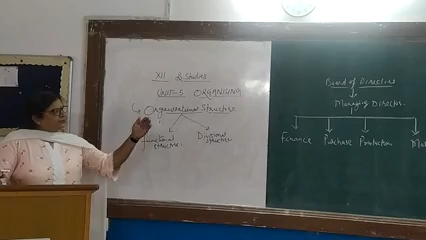 XII B Studies
UNIT-5 ORGANISING
Organisational Structure
Functional structure
Divisional structure
Board of Directors
Managing Director
Finance Purchase Production